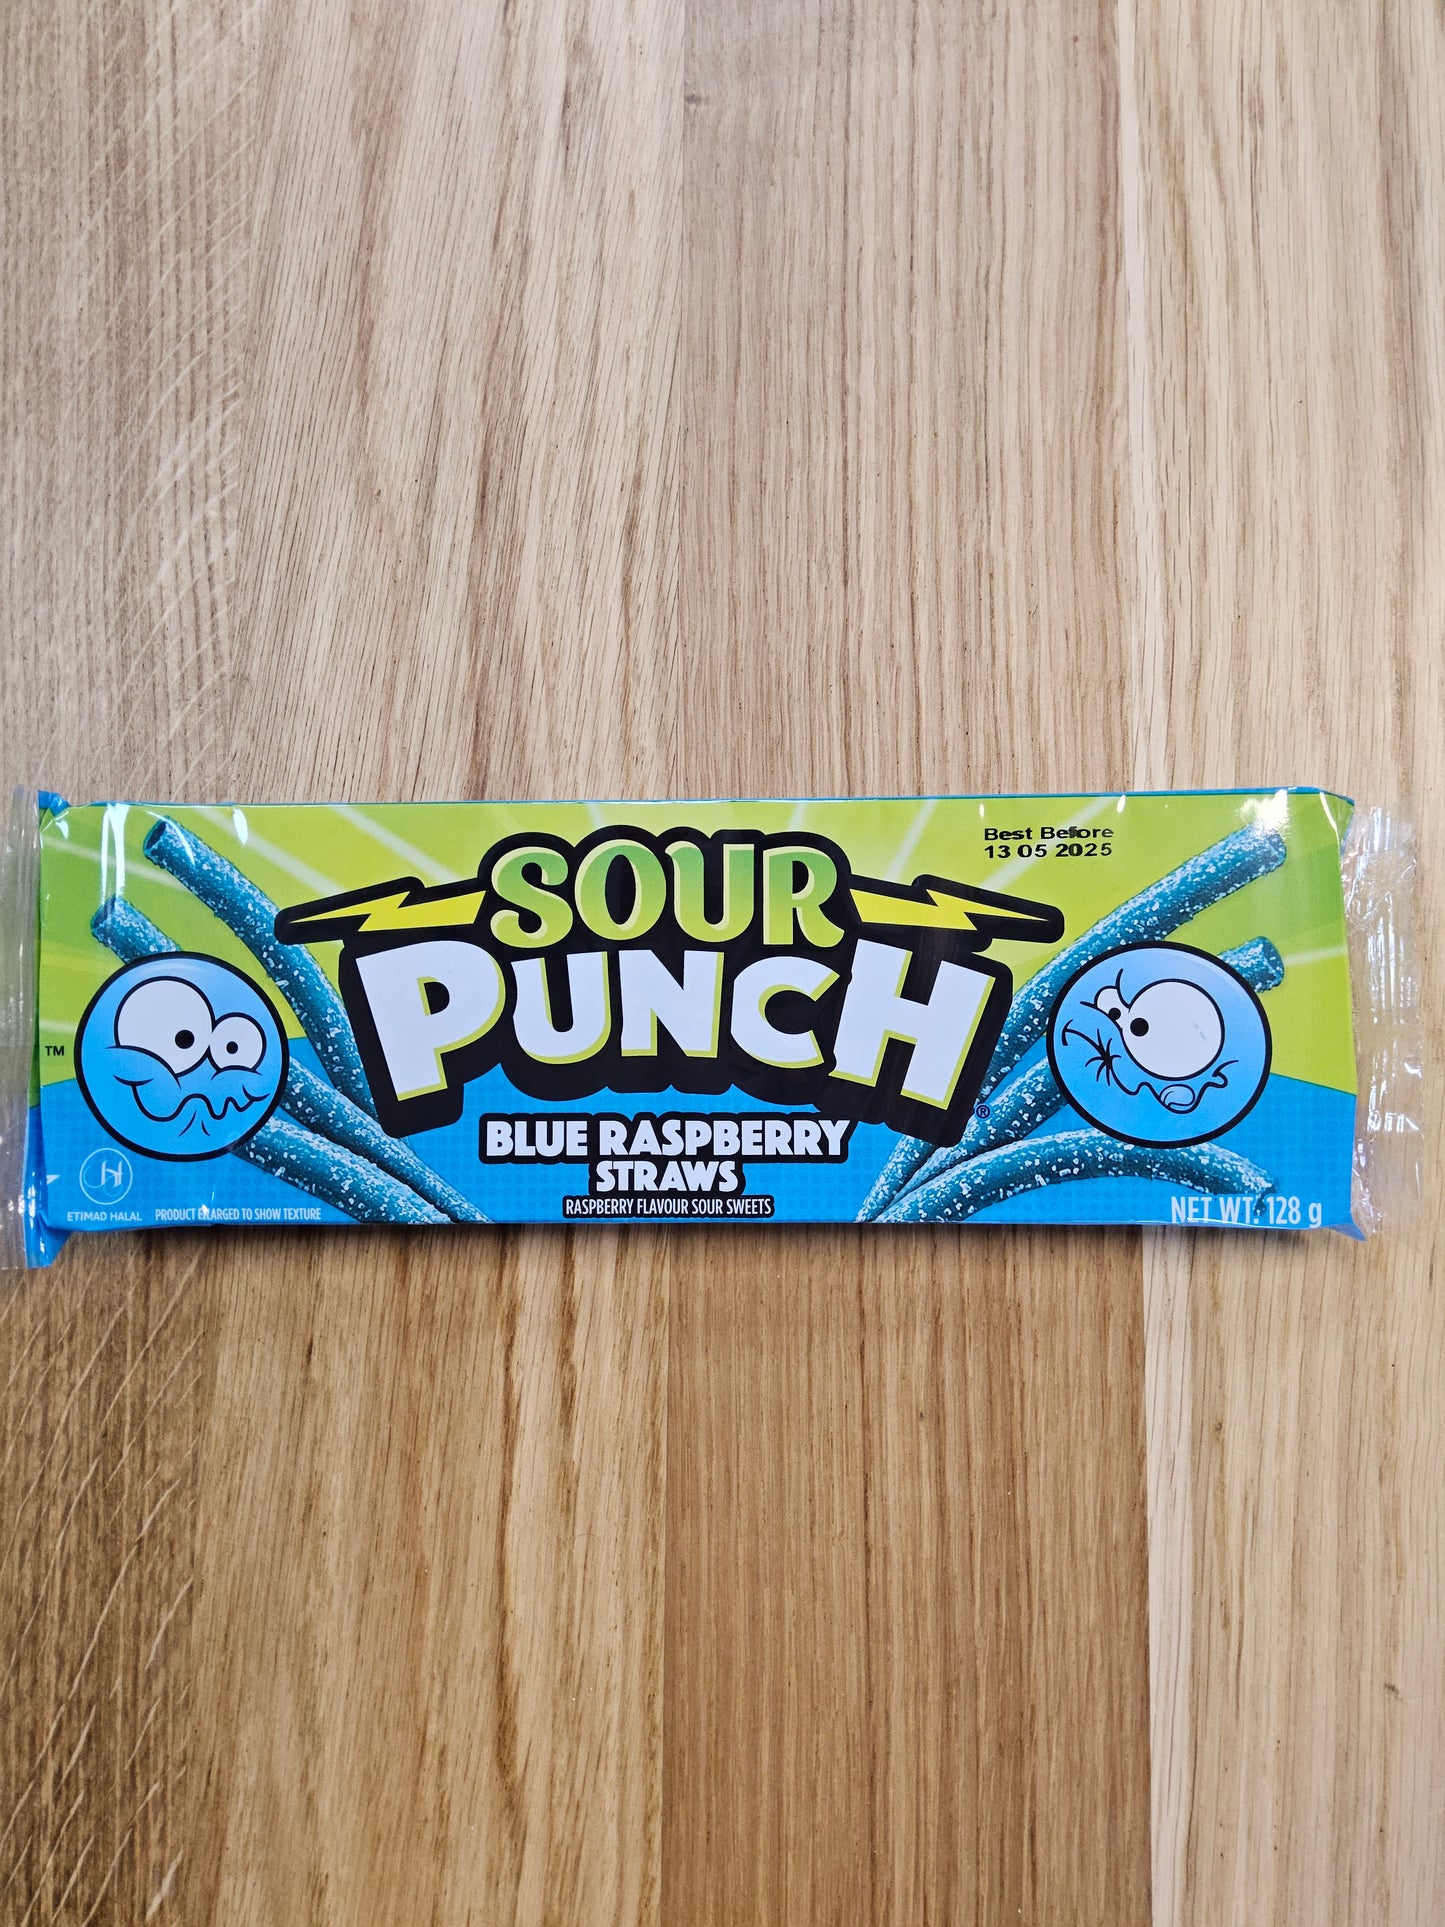 Best Before
13 05 2025
SOUR
PUNCH®
TM
BLUE RASPBERRY
STRAWS
RASPBERRY FLAVOUR SOUR SWEETS
ETIMAD HALAL
PRODUCT ENLARGED TO SHOW TEXTURE
NET WT: 128 g